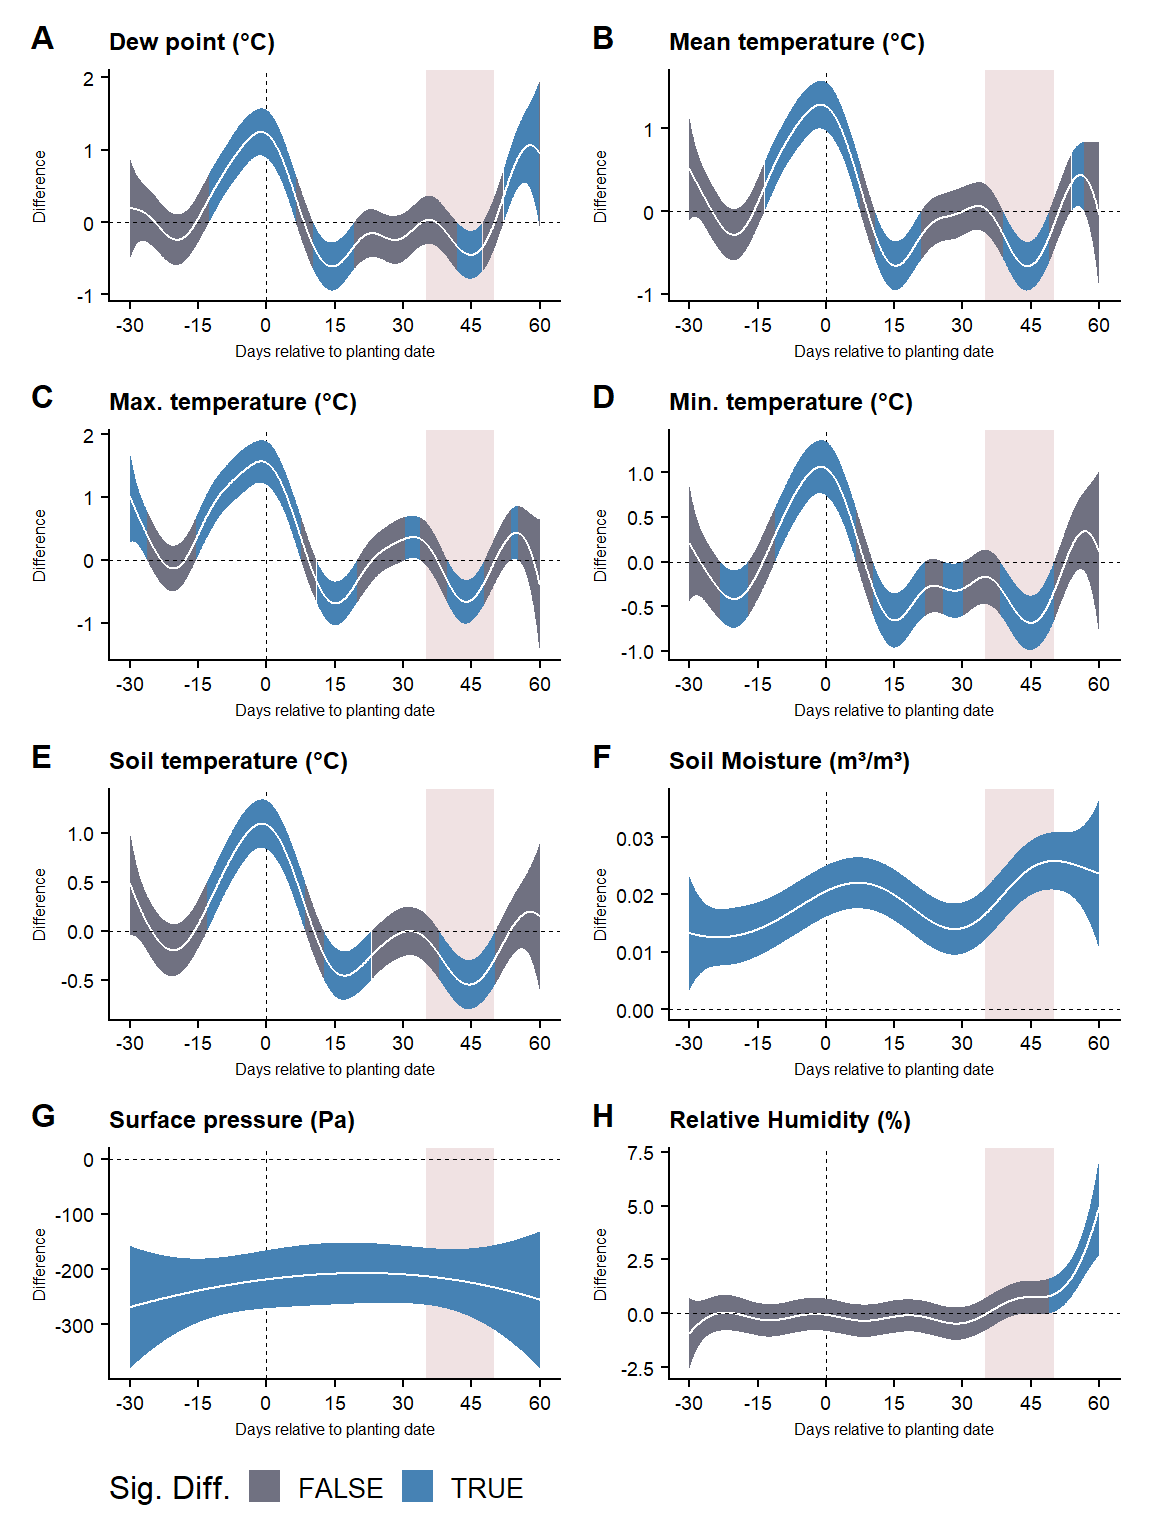 A Dew point (°C)
2
1
0
-1
Difference
-30 -15 0 15 30 45 60
Days relative to planting date
B Mean temperature (°C)
1
0
-1
Difference
-30 -15 0 15 30 45 60
Days relative to planting date
C Max. temperature (°C)
2
1
0
-1
Difference
-30 -15 0 15 30 45 60
Days relative to planting date
D Min. temperature (°C)
1.0
0.5
0.0
-0.5
-1.0
Difference
-30 -15 0 15 30 45 60
Days relative to planting date
E Soil temperature (°C)
1.0
0.5
0.0
-0.5
Difference
-30 -15 0 15 30 45 60
Days relative to planting date
F Soil Moisture (m³/m³)
0.03
0.02
0.01
0.00
Difference
-30 -15 0 15 30 45 60
Days relative to planting date
G Surface pressure (Pa)
0
-100
-200
-300
Difference
-30 -15 0 15 30 45 60
Days relative to planting date
H Relative Humidity (%)
7.5
5.0
2.5
0.0
-2.5
Difference
-30 -15 0 15 30 45 60
Days relative to planting date
Sig. Diff. FALSE TRUE